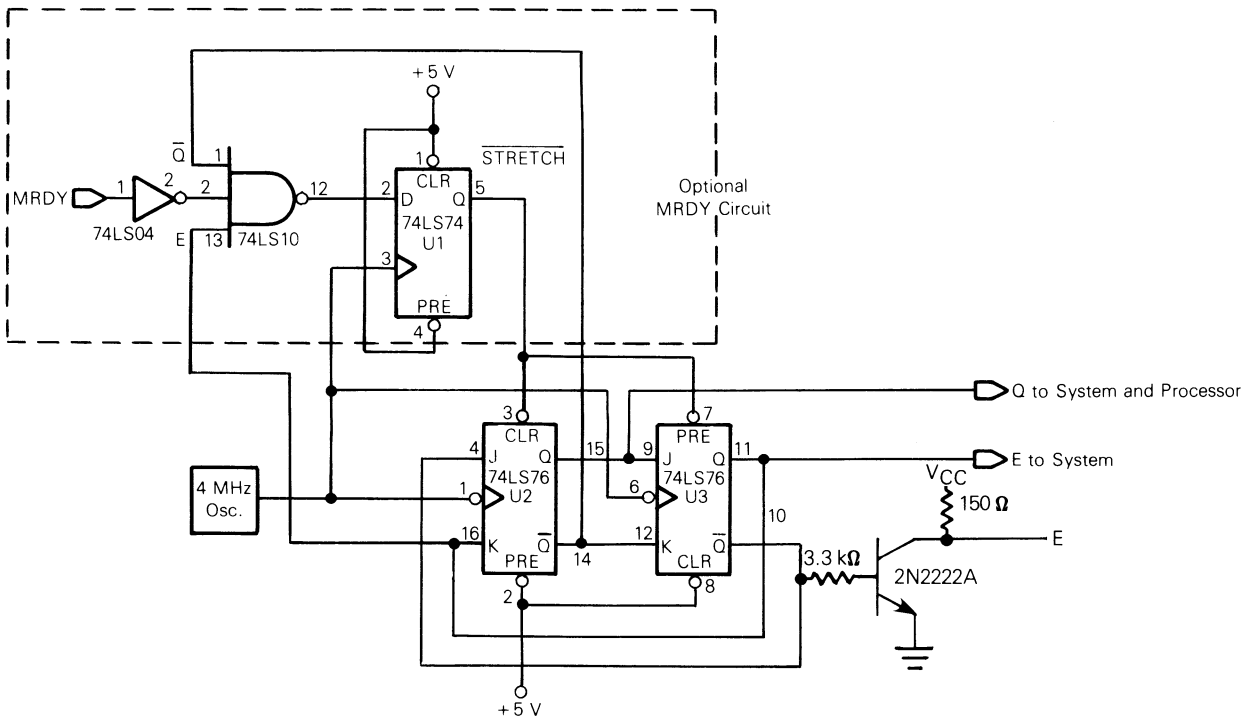 +5 V
Q̅
1
STRETCH
1
MRDY
1
2
2
12
2
CLR
5
D
Q
Optional
MRDY Circuit
74LS04
E
13
74LS10
74LS74
U1
3
PRE
4
Q to System and Processor
3
CLR
7
PRE
4
J
Q
15
9
J
Q
11
E to System
4 MHz
Osc.
1
74LS76
U2
6
74LS76
U3
VCC
150 Ω
10
16
K
Q̅
14
12
K
Q̅
E
PRE
2
CLR
8
3.3 kΩ
2N2222A
+5 V